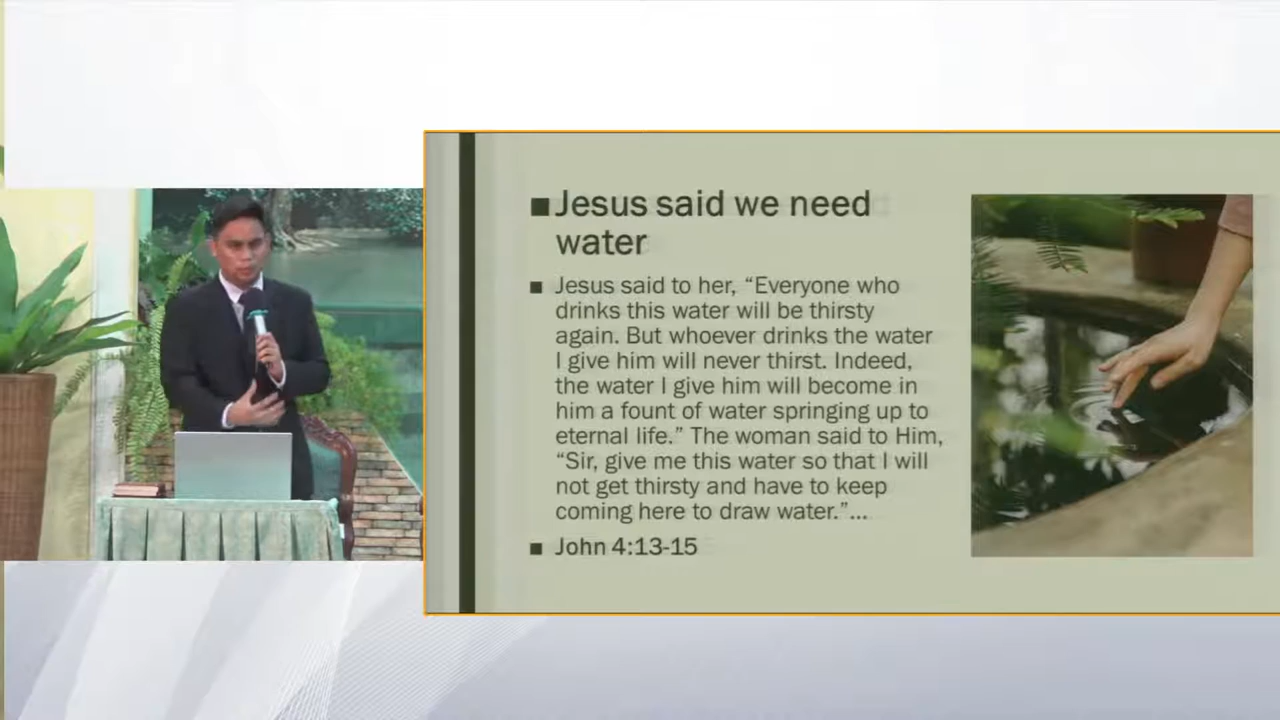 ■ Jesus said we need
water
■ Jesus said to her, “Everyone who
drinks this water will be thirsty
again. But whoever drinks the water
I give him will never thirst. Indeed,
the water I give him will become in
him a fount of water springing up to
eternal life.” The woman said to Him,
“Sir, give me this water so that I will
not get thirsty and have to keep
coming here to draw water.”...
■ John 4:13-15